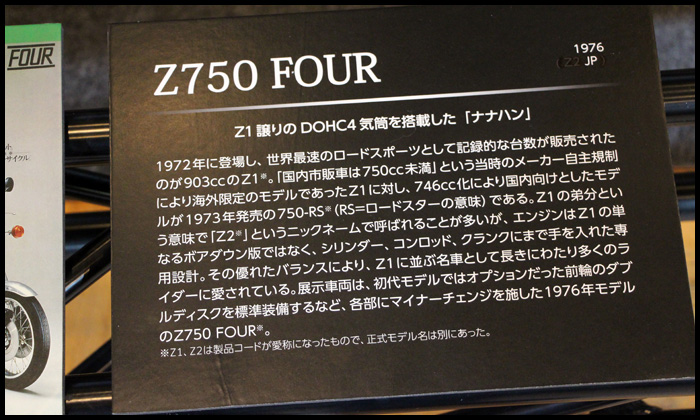 FOUR
Z750 FOUR
1976
(Z2 JP)
Z1譲りのDOHC4気筒を搭載した「ナナハン」
1972年に登場し、世界最速のロードスポーツとして記録的な台数が販売された
のが903ccのZ1※。「国内市販車は750cc未満」という当時のメーカー自主規制
により海外限定のモデルであったZ1に対し、746cc化により国内向けとしたモデ
ルが1973年発売の750-RS※(RS=ロードスターの意味)である。Z1の弟分とい
う意味で「Z2※」というニックネームで呼ばれることが多いが、エンジンはZ1の単
なるボアダウン版ではなく、シリンダー、コンロッド、クランクにまで手を入れた専
用設計。その優れたバランスにより、Z1に並ぶ名車として長きにわたり多くのラ
イダーに愛されている。展示車両は、初代モデルではオプションだった前輪のダブ
ルディスクを標準装備するなど、各部にマイナーチェンジを施した1976年モデル
のZ750 FOUR※。
※Z1、Z2は製品コードが愛称になったもので、正式モデル名は別にあった。